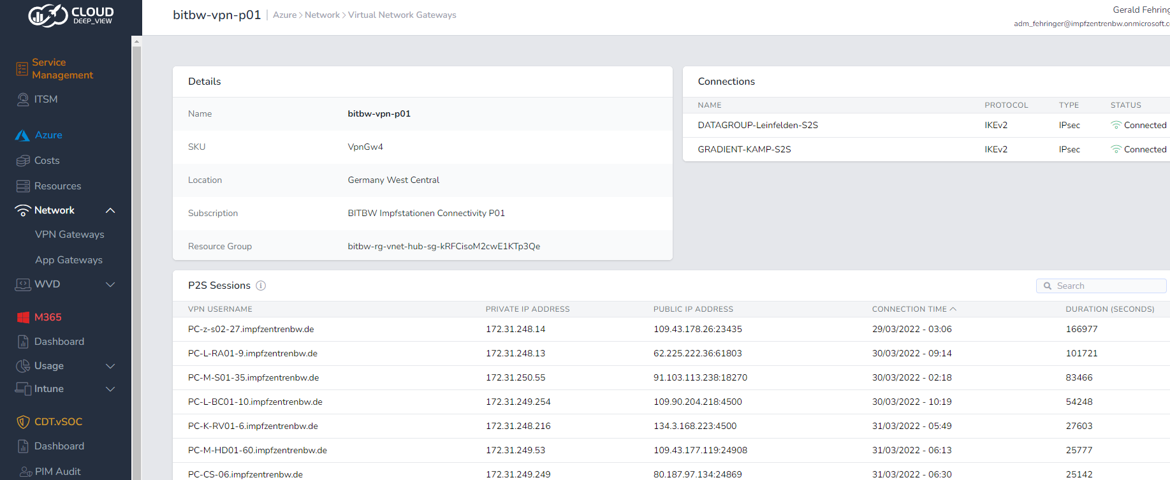 CLOUD
DEEP_VIEW
bitbw-vpn-p01 | Azure > Network > Virtual Network Gateways
Gerald Fehring
adm_fehringer@impfzentrenbw.onmicrosoft.c
Service
Management
ITSM
Azure
Costs
Resources
Network
VPN Gateways
App Gateways
WVD
M365
Dashboard
Usage
Intune
CDT.vSOC
Dashboard
PIM Audit
Details
Name bitbw-vpn-p01
SKU VpnGw4
Location Germany West Central
Subscription BITBW Impfstationen Connectivity P01
Resource Group bitbw-rg-vnet-hub-sg-kRFCisoM2cwE1KTp3Qe
Connections
NAME PROTOCOL TYPE STATUS
DATAGROUP-Leinfelden-S2S IKEv2 IPsec Connected
GRADIENT-KAMP-S2S IKEv2 IPsec Connected
P2S Sessions
Search
VPN USERNAME PRIVATE IP ADDRESS PUBLIC IP ADDRESS CONNECTION TIME DURATION (SECONDS)
PC-z-s02-27.impfzentrenbw.de 172.31.248.14 109.43.178.26:23435 29/03/2022 - 03:06 166977
PC-L-RA01-9.impfzentrenbw.de 172.31.248.13 62.225.222.36:61803 30/03/2022 - 09:14 101721
PC-M-S01-35.impfzentrenbw.de 172.31.250.55 91.103.113.238:18270 30/03/2022 - 02:18 83466
PC-L-BC01-10.impfzentrenbw.de 172.31.249.254 109.90.204.218:4500 30/03/2022 - 10:19 54248
PC-K-RV01-6.impfzentrenbw.de 172.31.248.216 134.3.168.223:4500 31/03/2022 - 05:49 27603
PC-M-HD01-60.impfzentrenbw.de 172.31.249.53 109.43.177.119:24908 31/03/2022 - 06:13 25777
PC-CS-06.impfzentrenbw.de 172.31.249.249 80.187.97.134:24869 31/03/2022 - 06:30 25142